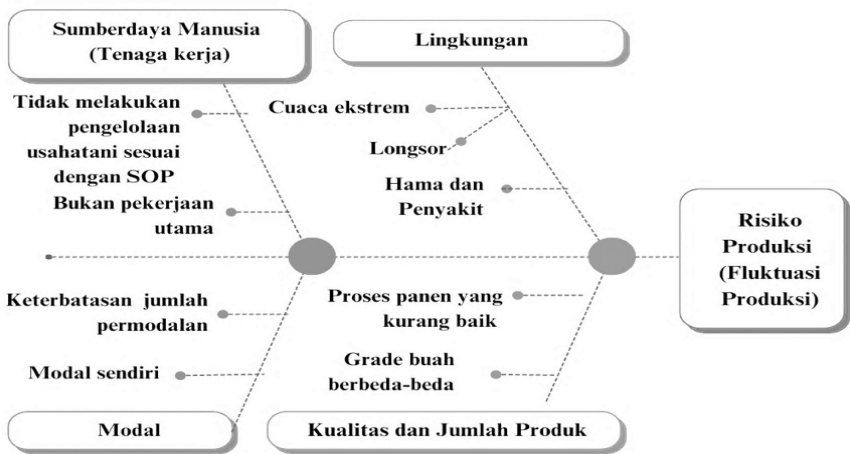 Sumberdaya Manusia
(Tenaga kerja)
Lingkungan
Tidak melakukan
pengelolaan
usahatani sesuai
dengan SOP
Bukan pekerjaan
utama
Cuaca ekstrem
Longsor
Hama dan
Penyakit
Risiko
Produksi
(Fluktuasi
Produksi)
Keterbatasan jumlah
permodalan
Modal sendiri
Modal
Proses panen yang
kurang baik
Grade buah
berbeda-beda
Kualitas dan Jumlah Produk